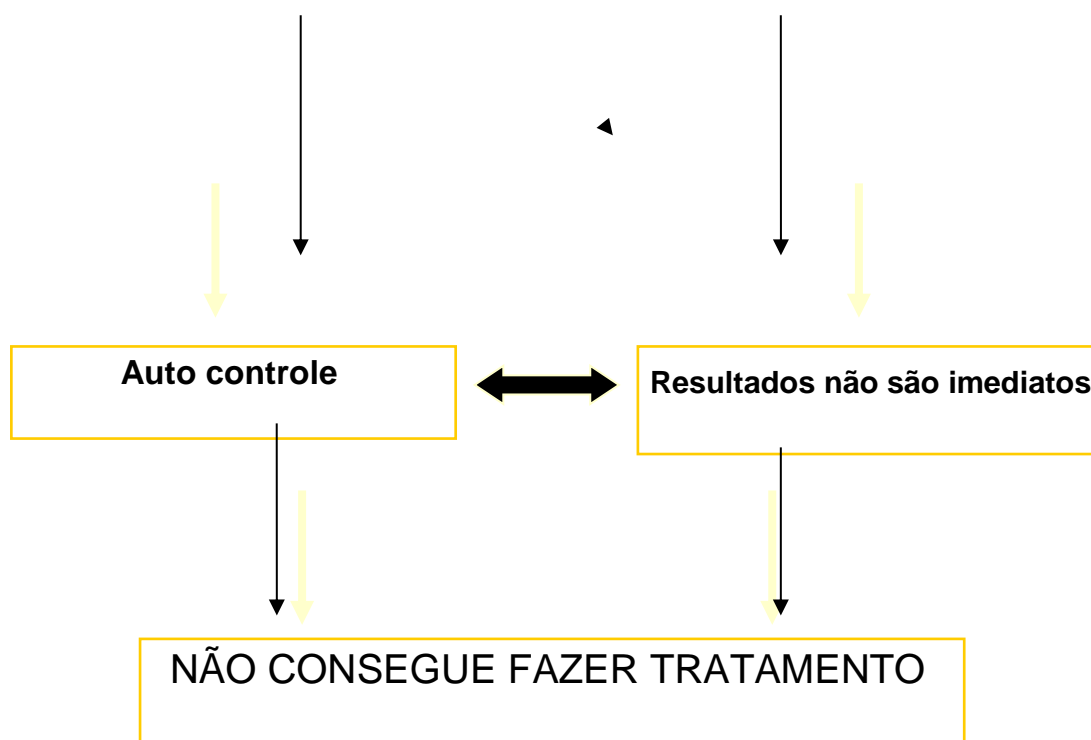 Auto controle
Resultados não são imediatos
NÃO CONSEGUE FAZER TRATAMENTO